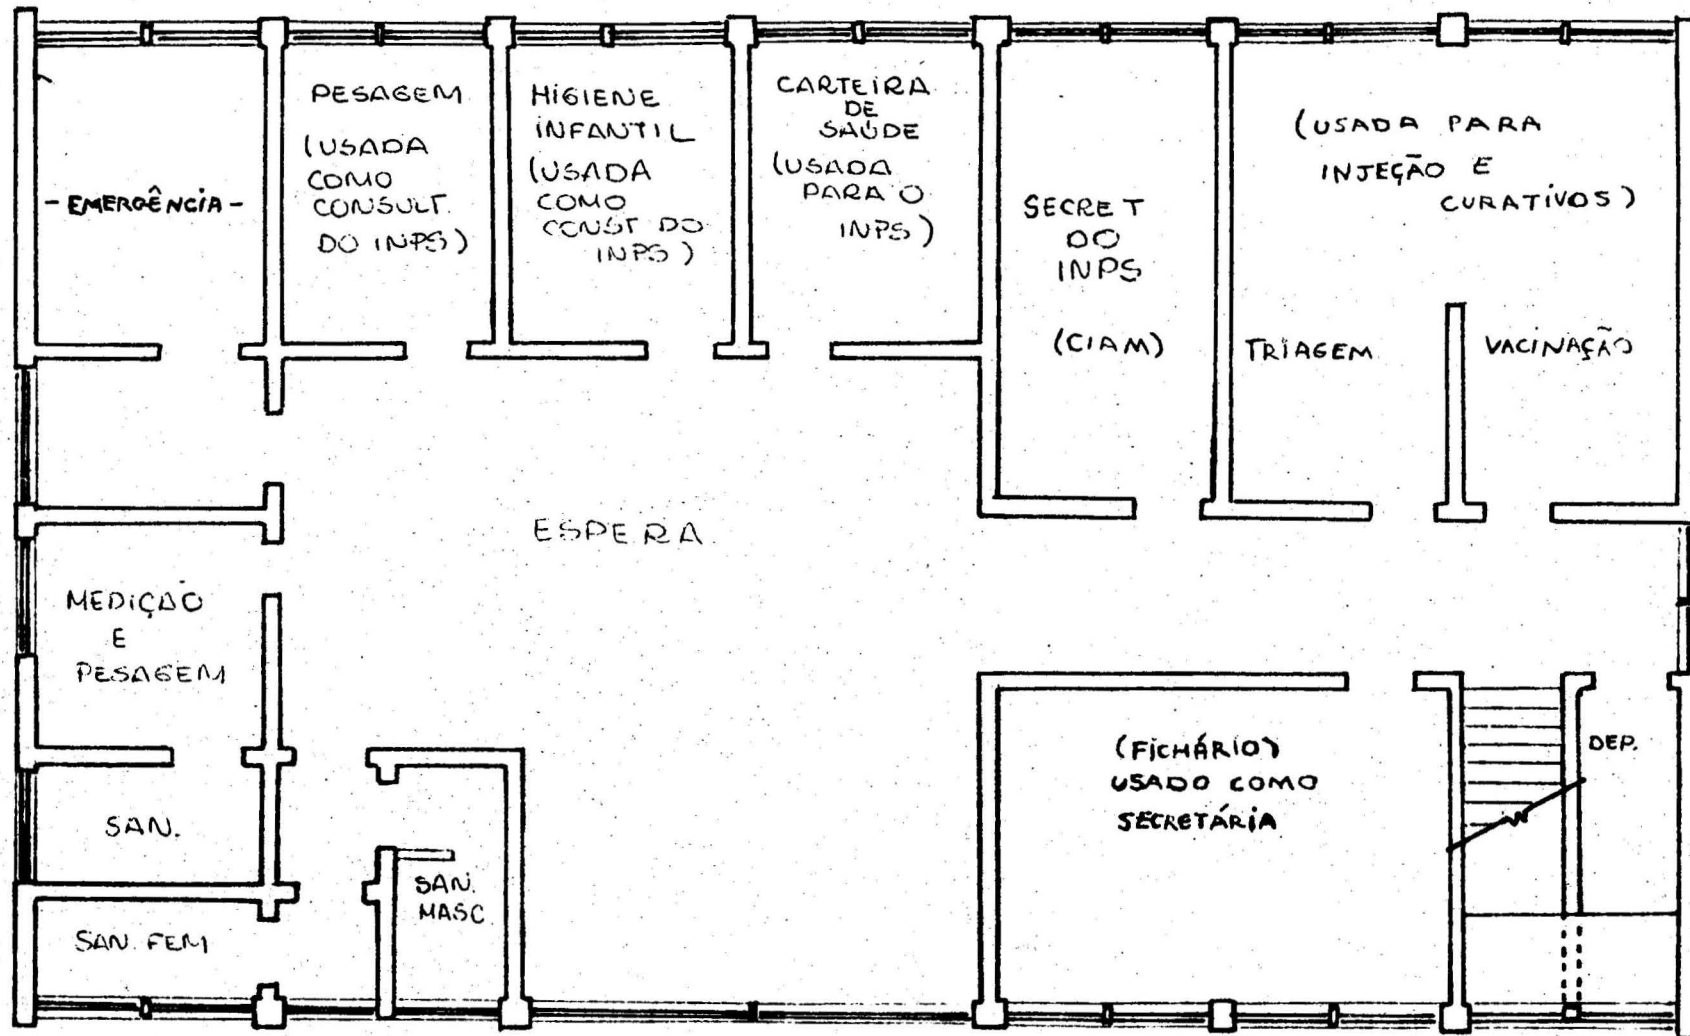 - EMERGÊNCIA -
PESAGEM
(USADA
COMO
CONSULT.
DO INPS)
HIGIENE
INFANTIL
(USADA
COMO
CONST DO
INPS)
CARTEIRA
DE
SAÚDE
(USADA
PARA O
INPS)
SECRET
DO
INPS
(CIAM)
(USADA PARA
INJEÇÃO E
CURATIVOS)
TRIAGEM
VACINAÇÃO
ESPERA
MEDIÇÃO
E
PESAGEM
SAN.
SAN. FEM
SAN.
MASC
(FICHÁRIO)
USADO COMO
SECRETÁRIA
DEP.